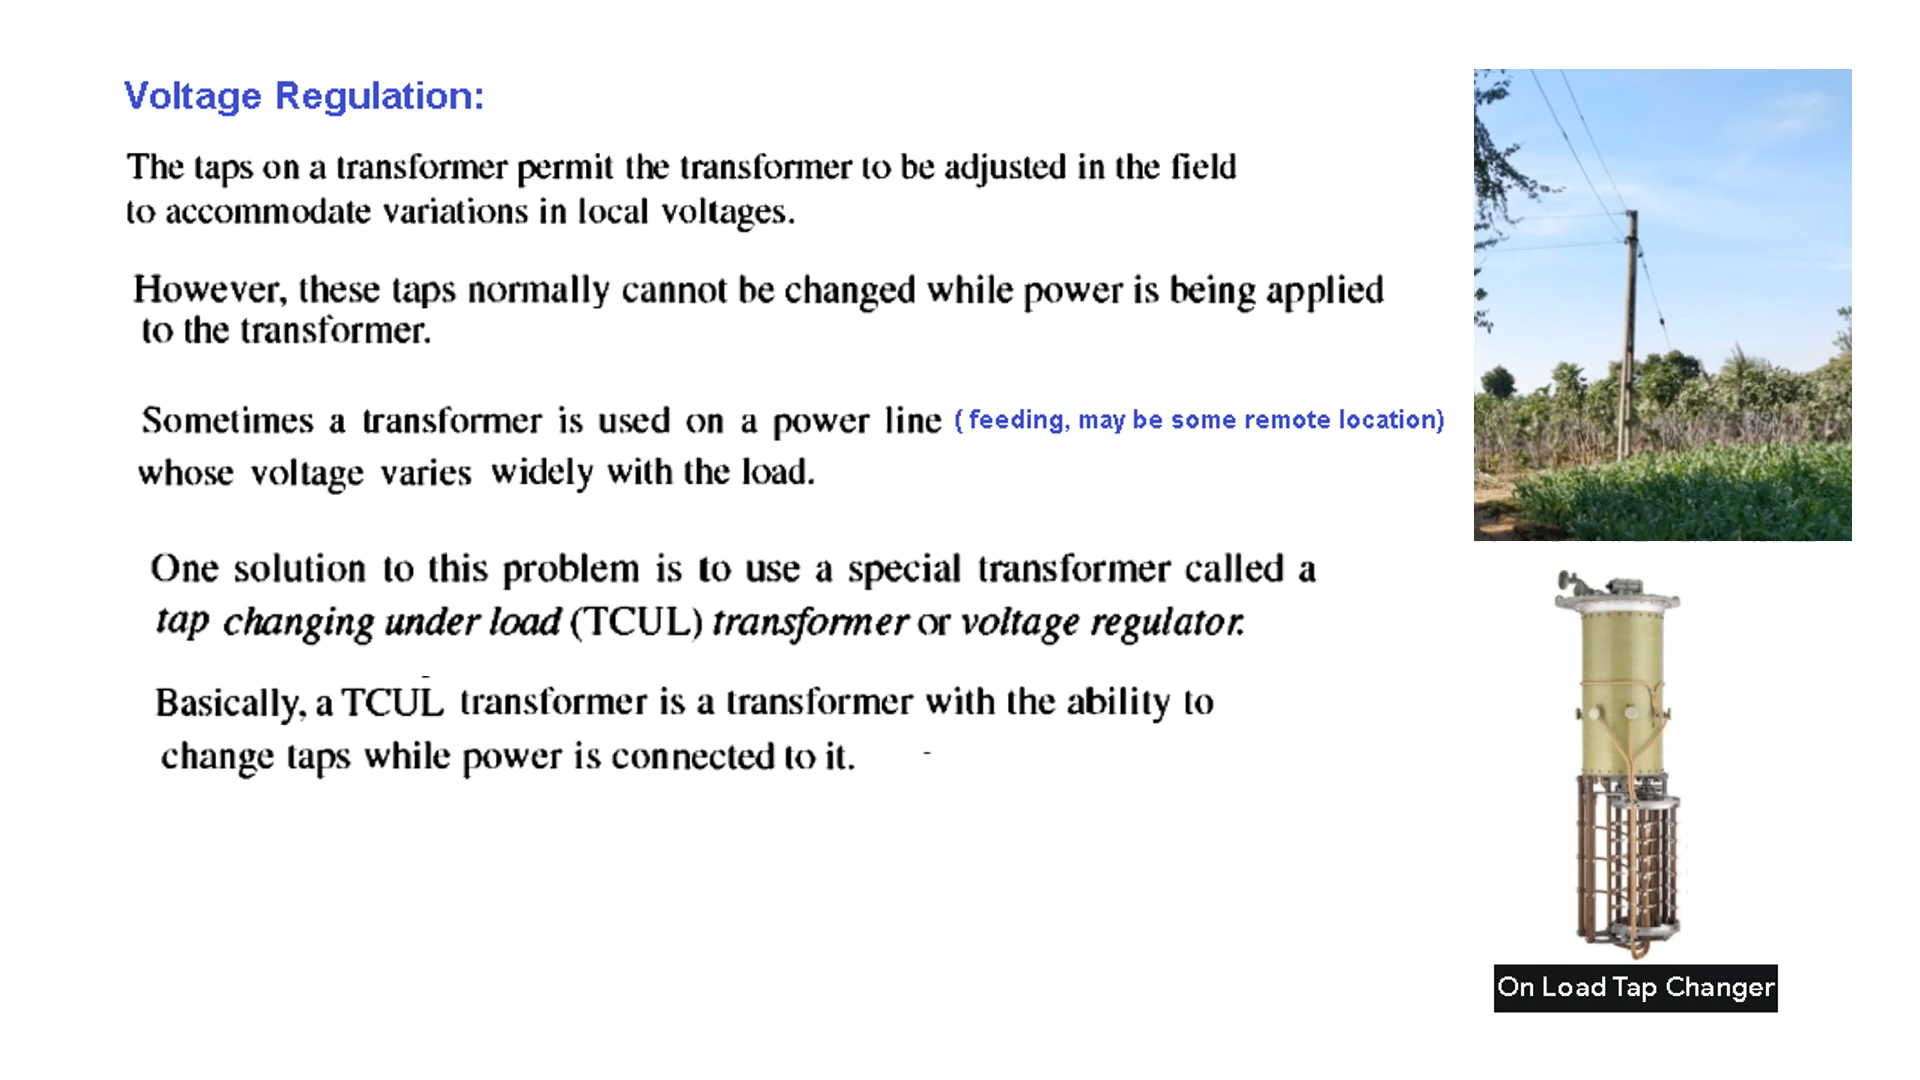 Voltage Regulation:
The taps on a transformer permit the transformer to be adjusted in the field
to accommodate variations in local voltages.
However, these taps normally cannot be changed while power is being applied
to the transformer.
Sometimes a transformer is used on a power line ( feeding, may be some remote location)
whose voltage varies widely with the load.
One solution to this problem is to use a special transformer called a
tap changing under load (TCUL) transformer or voltage regulator.
Basically, a TCUL transformer is a transformer with the ability to
change taps while power is connected to it.
On Load Tap Changer